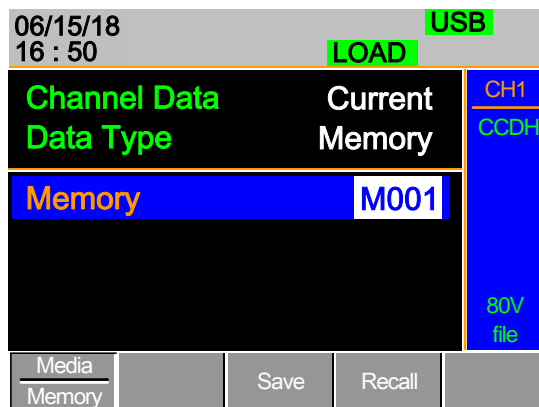 06/15/18 USB
16 : 50 LOAD
Channel Data Current
Data Type Memory
Memory M001
CH1
CCDH
80V
file
Media
Memory
Save
Recall